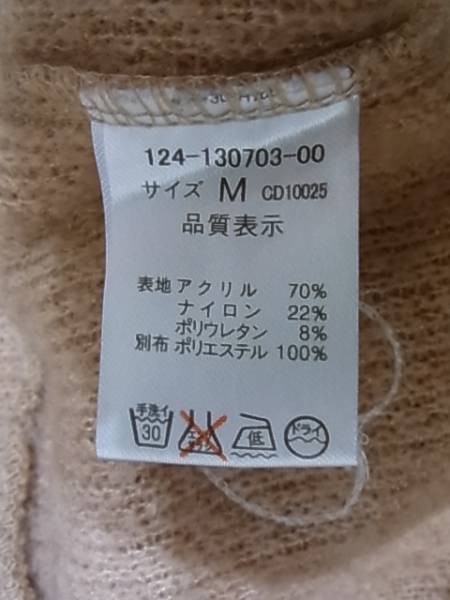 124-130703-00
サイズ M CD10025
品質表示
表地 アクリル 70%
ナイロン 22%
ポリウレタン 8%
別布 ポリエステル 100%
手洗イ 30 低 ドライ